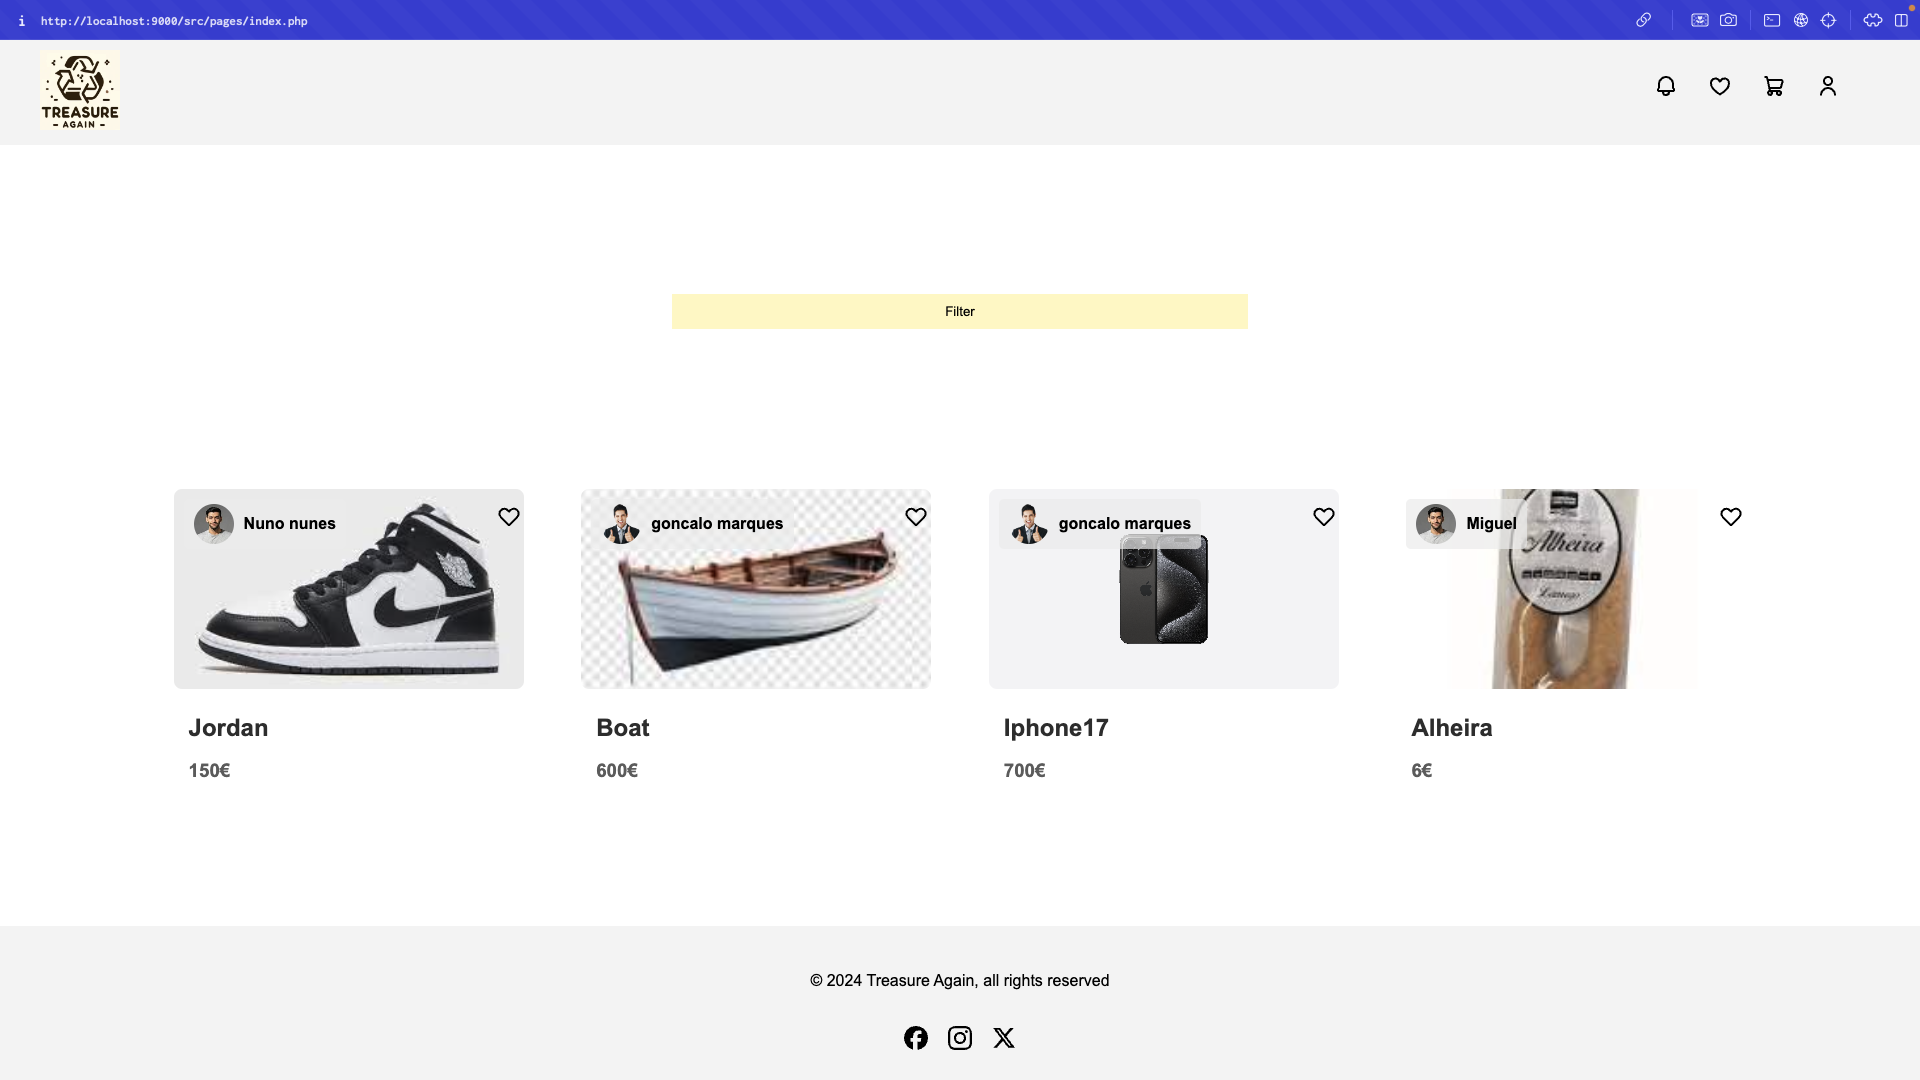 http://localhost:9000/src/pages/index.php
TREASURE
- AGAIN -
Filter
Nuno nunes
goncalo marques
goncalo marques
Miguel
Alheira
Lamego
Jordan
Boat
Iphone17
Alheira
150€
600€
700€
6€
© 2024 Treasure Again, all rights reserved